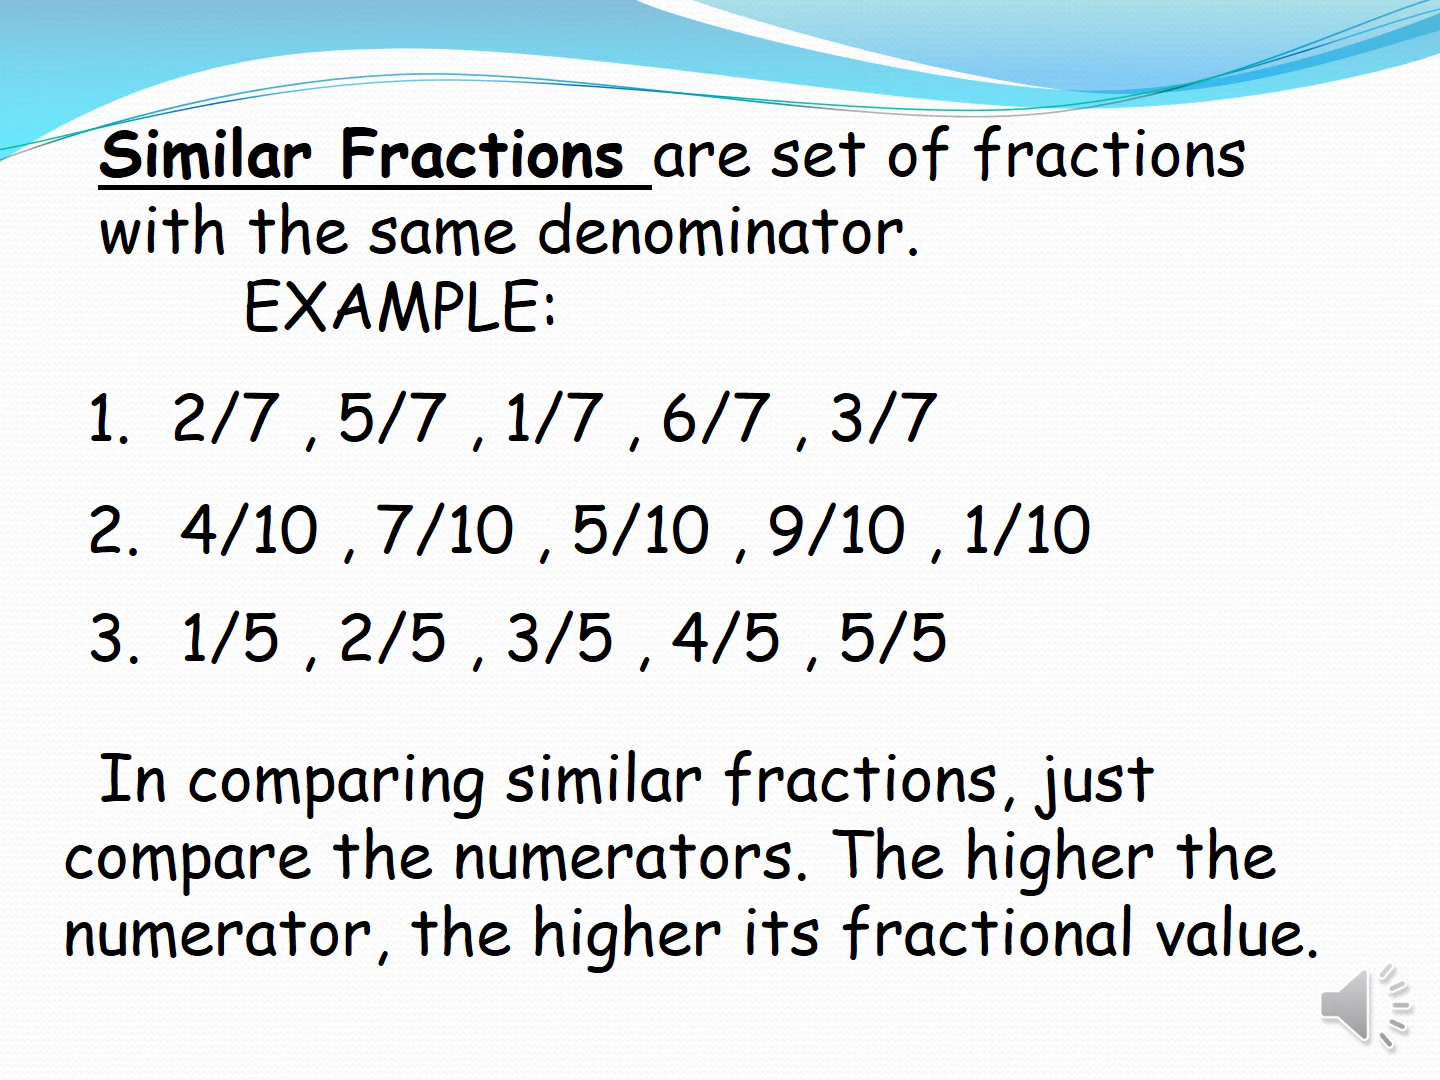 Similar Fractions are set of fractions
with the same denominator.
EXAMPLE:
1. 2/7 , 5/7 , 1/7 , 6/7 , 3/7
2. 4/10 , 7/10 , 5/10 , 9/10 , 1/10
3. 1/5 , 2/5 , 3/5 , 4/5 , 5/5
In comparing similar fractions, just
compare the numerators. The higher the
numerator, the higher its fractional value.